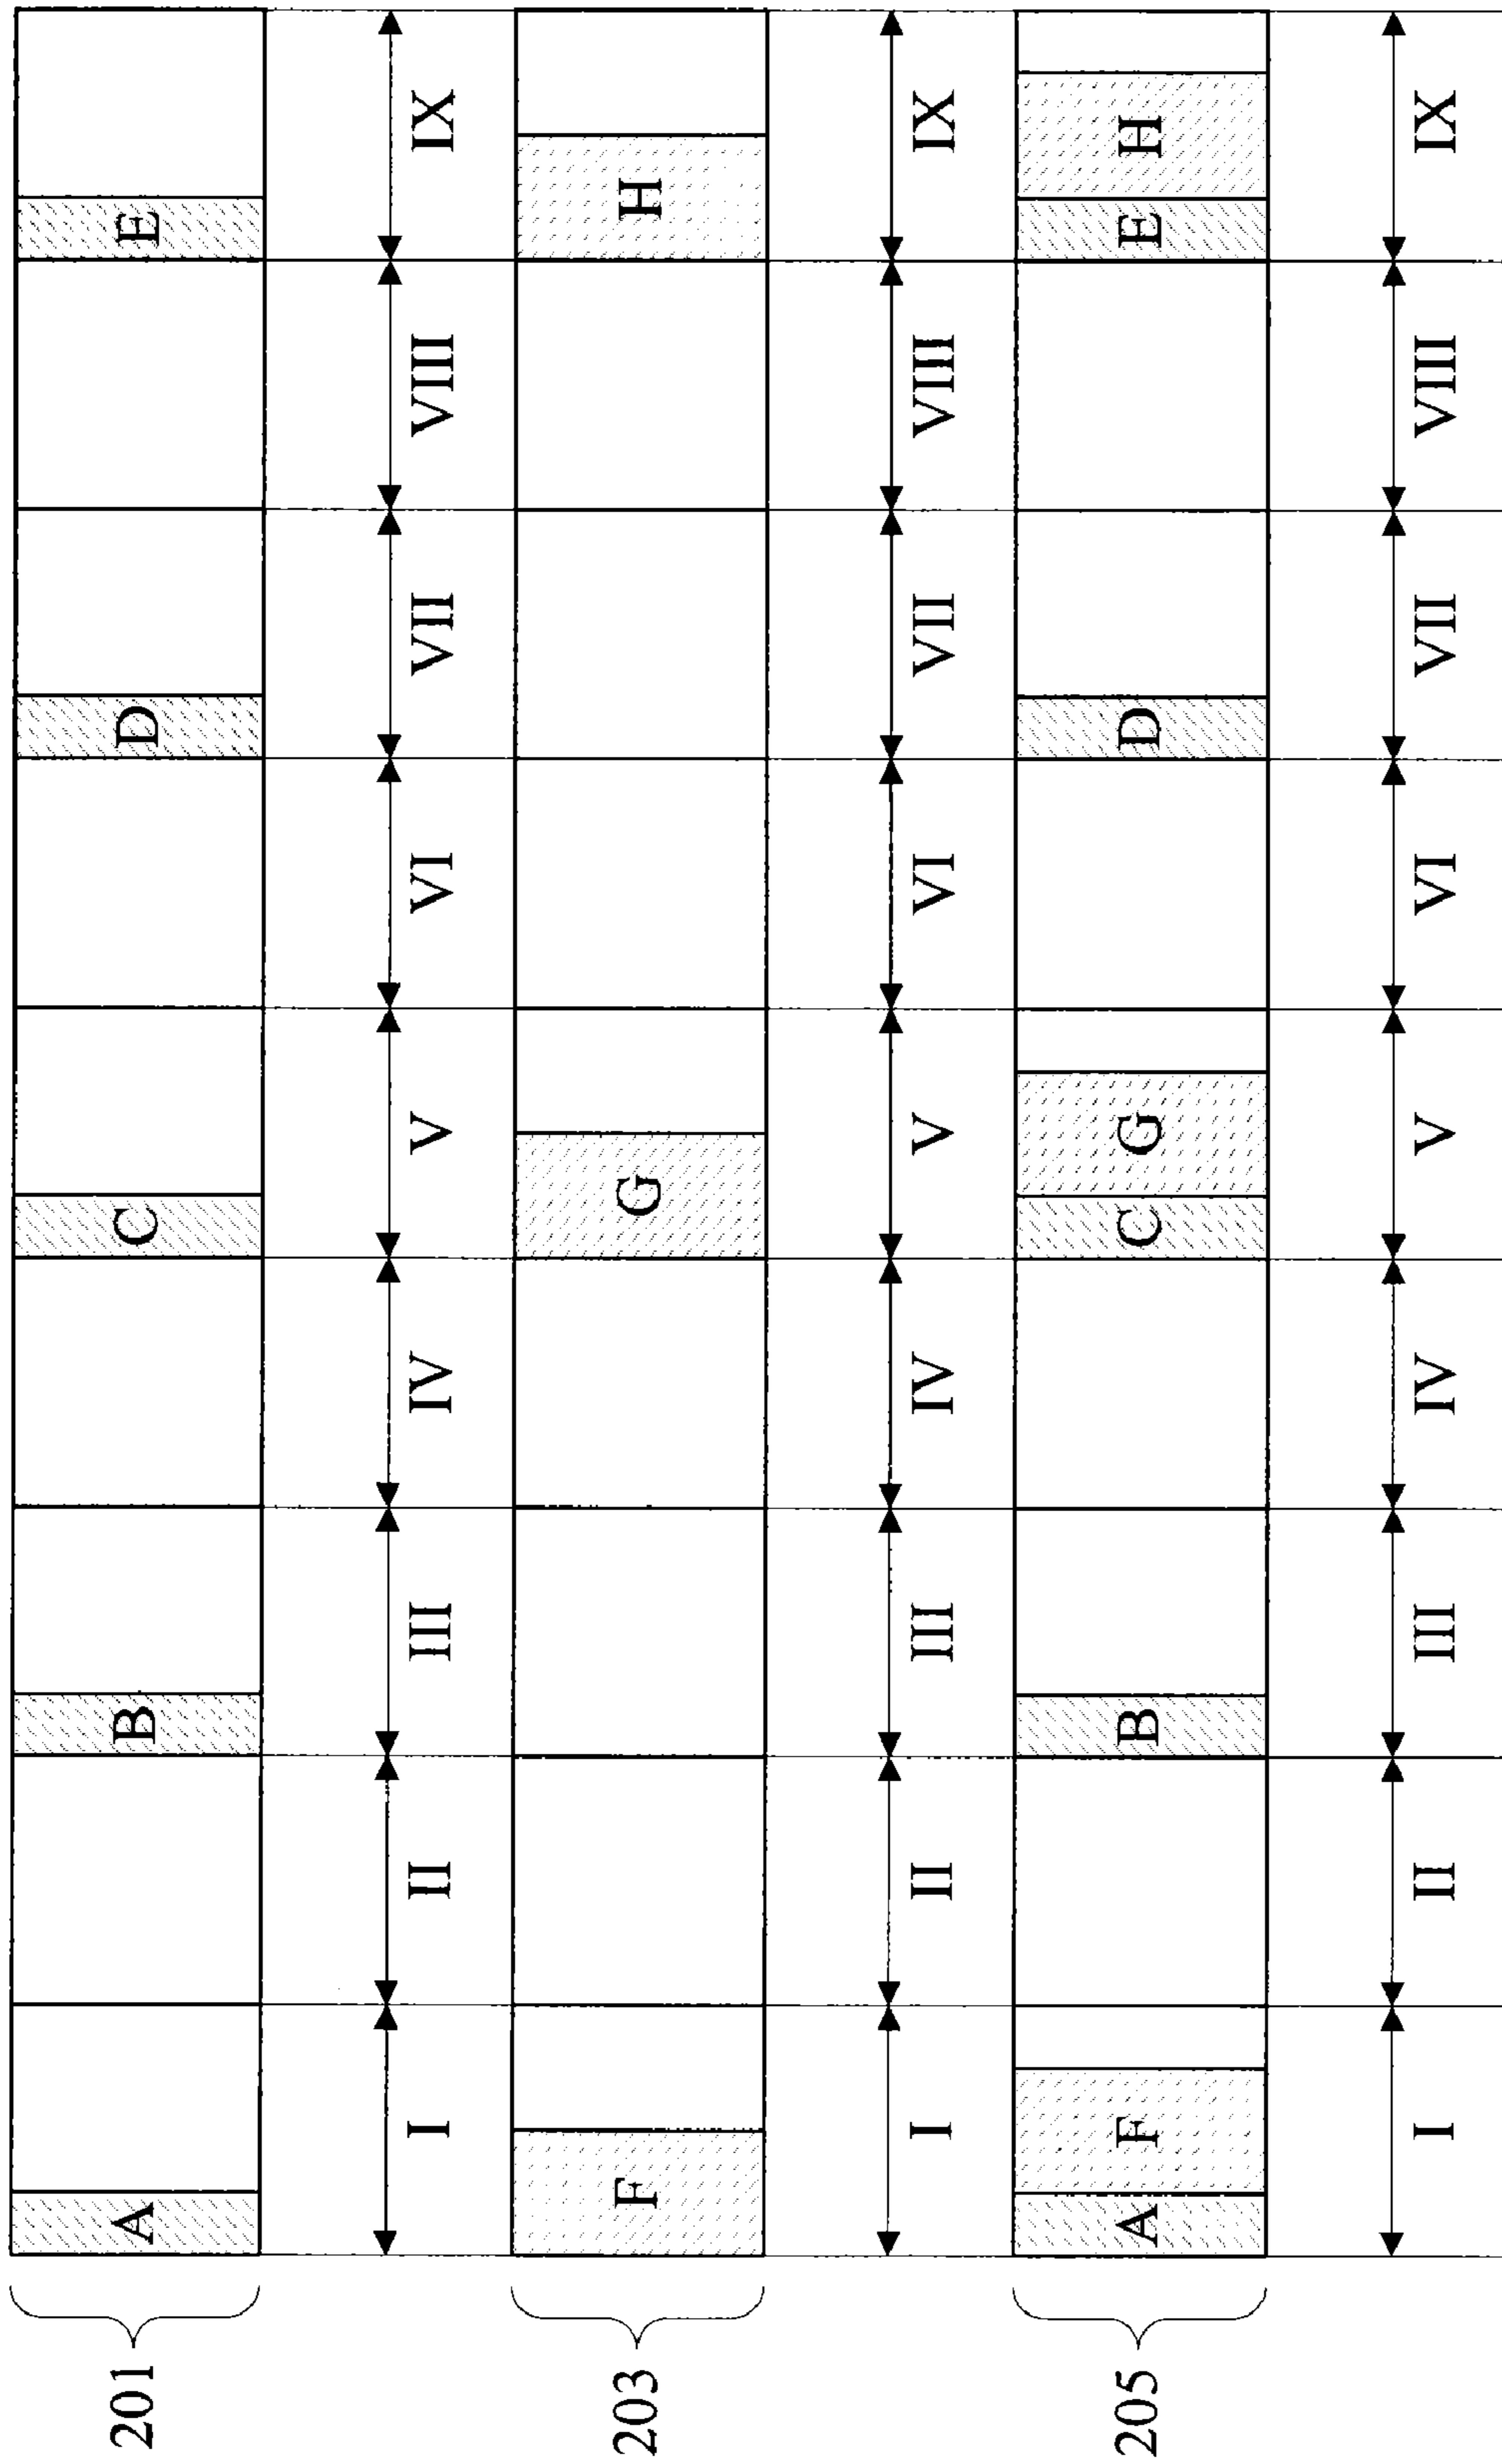 201
A B C D E
I II III IV V VI VII VIII IX
203
F G H
I II III IV V VI VII VIII IX
205
A F B C G D E H
I II III IV V VI VII VIII IX